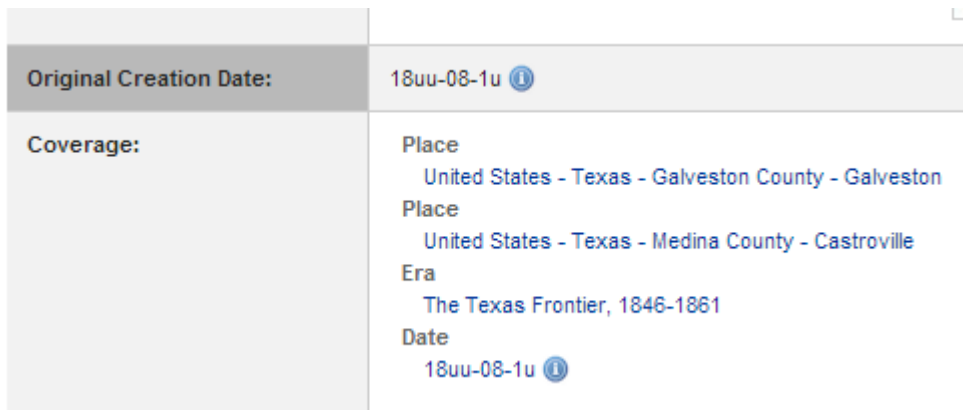 Original Creation Date: 18uu-08-1u
Coverage:
Place
United States - Texas - Galveston County - Galveston
Place
United States - Texas - Medina County - Castroville
Era
The Texas Frontier, 1846-1861
Date
18uu-08-1u